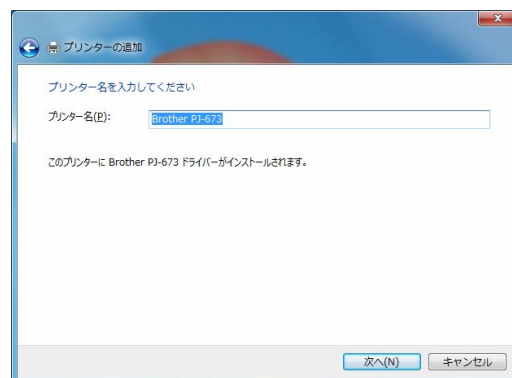 プリンターの追加
プリンター名を入力してください
プリンター名(P): Brother PJ-673
このプリンターに Brother PJ-673 ドライバーがインストールされます。
次へ(N) キャンセル